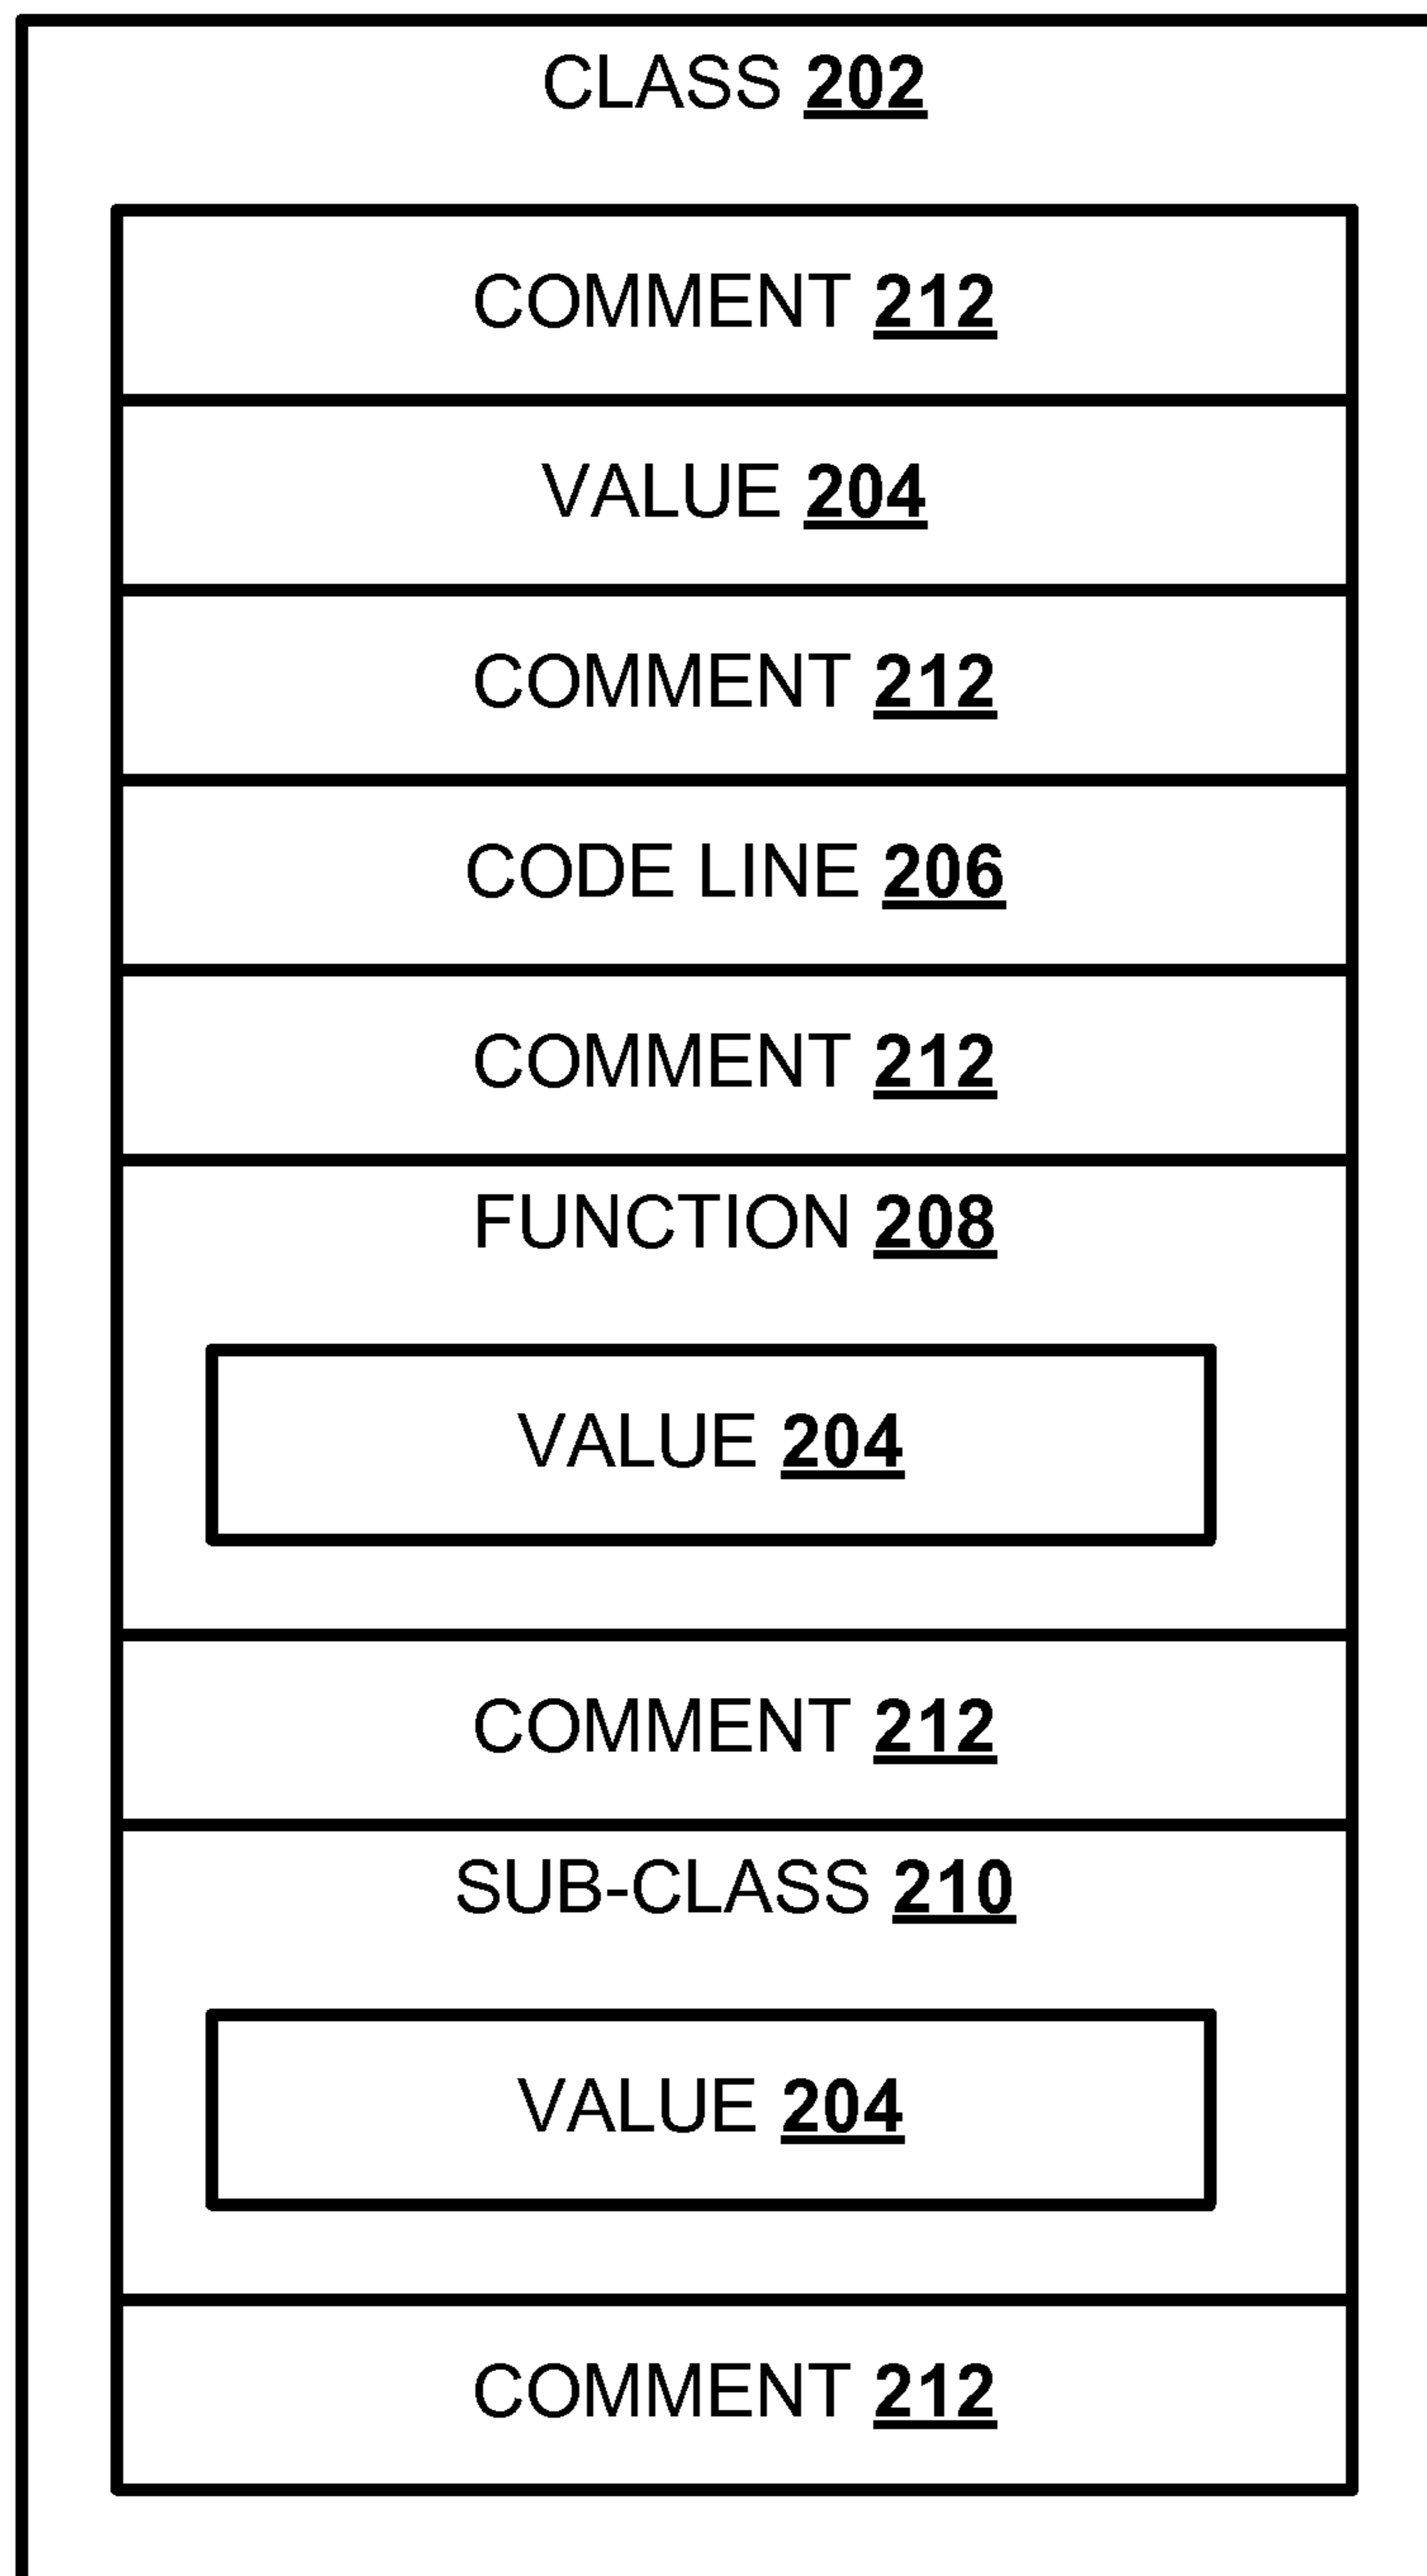 CLASS 202
COMMENT 212
VALUE 204
COMMENT 212
CODE LINE 206
COMMENT 212
FUNCTION 208
VALUE 204
COMMENT 212
SUB-CLASS 210
VALUE 204
COMMENT 212